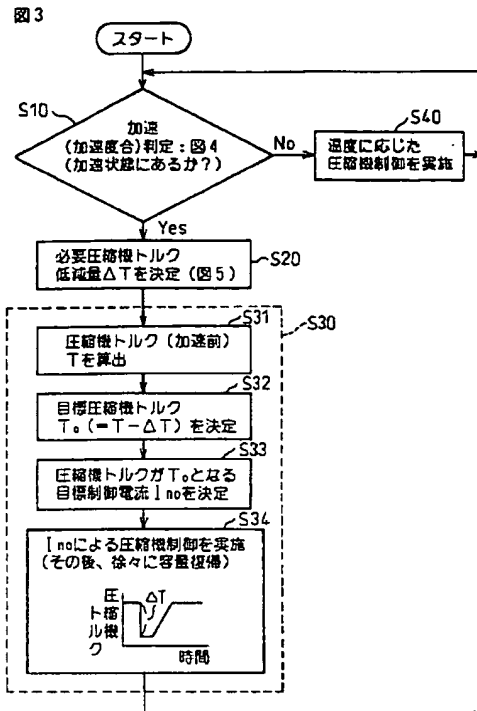 図3
スタート
S10
加速
(加速度合)判定：図4
(加速状態にあるか？)
No
S40
温度に応じた
圧縮機制御を実施
Yes
必要圧縮機トルク
低減量ΔTを決定（図5）
S20
S30
S31
圧縮機トルク（加速前）
Tを算出
S32
目標圧縮機トルク
To（＝T－ΔT）を決定
S33
圧縮機トルクがToとなる
目標制御電流Inoを決定
S34
Inoによる圧縮機制御を実施
（その後、徐々に容量復帰）
圧縮機
トルク
ΔT
時間